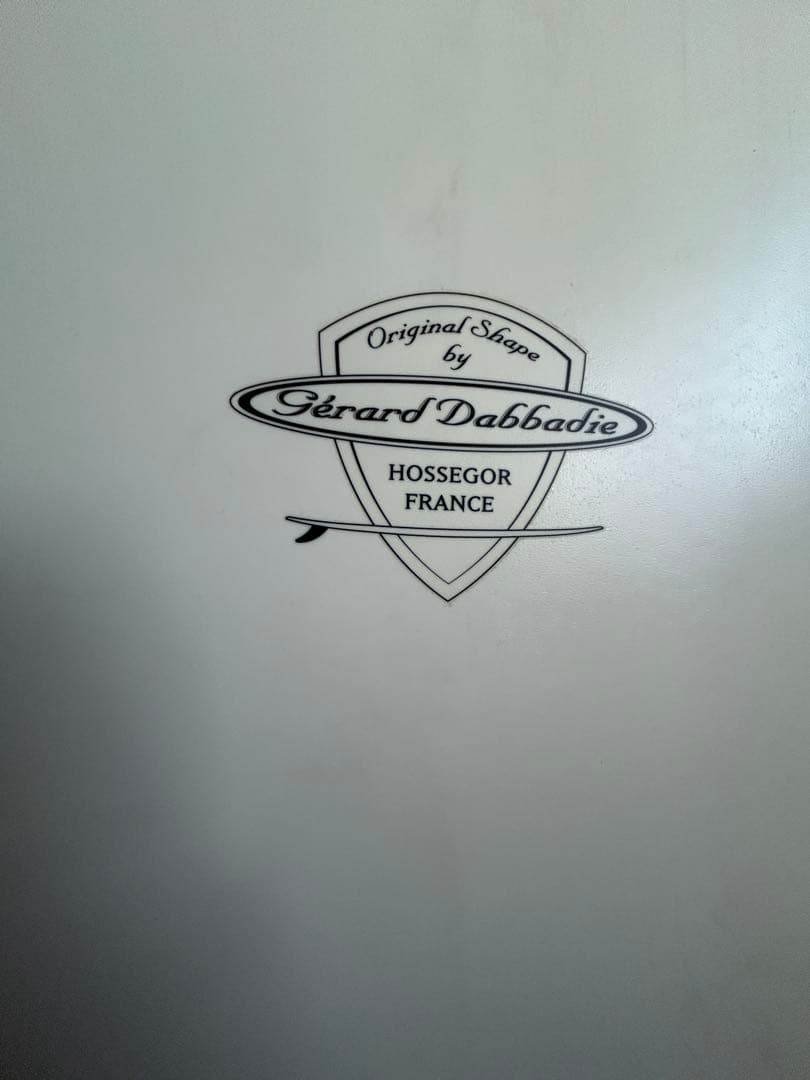 Original Shape
by
Gérard Dabbadie
HOSSEGOR
FRANCE